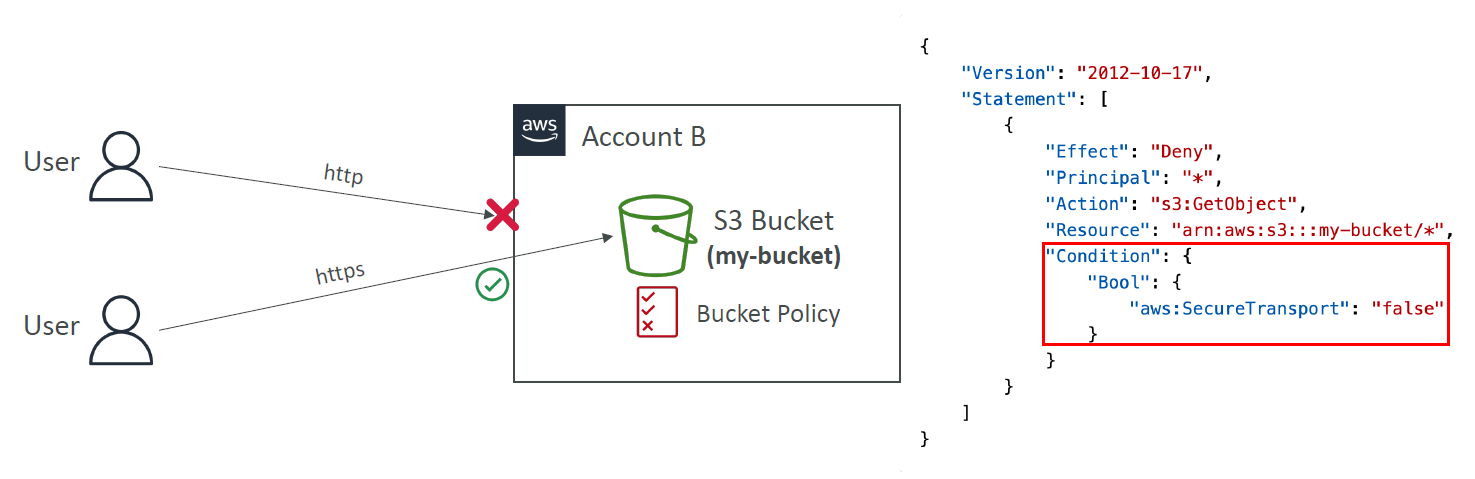 User
http
User
https
aws
Account B
S3 Bucket
(my-bucket)
Bucket Policy
{
    "Version": "2012-10-17",
    "Statement": [
        {
            "Effect": "Deny",
            "Principal": "*",
            "Action": "s3:GetObject",
            "Resource": "arn:aws:s3:::my-bucket/*",
            "Condition": {
                "Bool": {
                    "aws:SecureTransport": "false"
                }
            }
        }
    ]
}